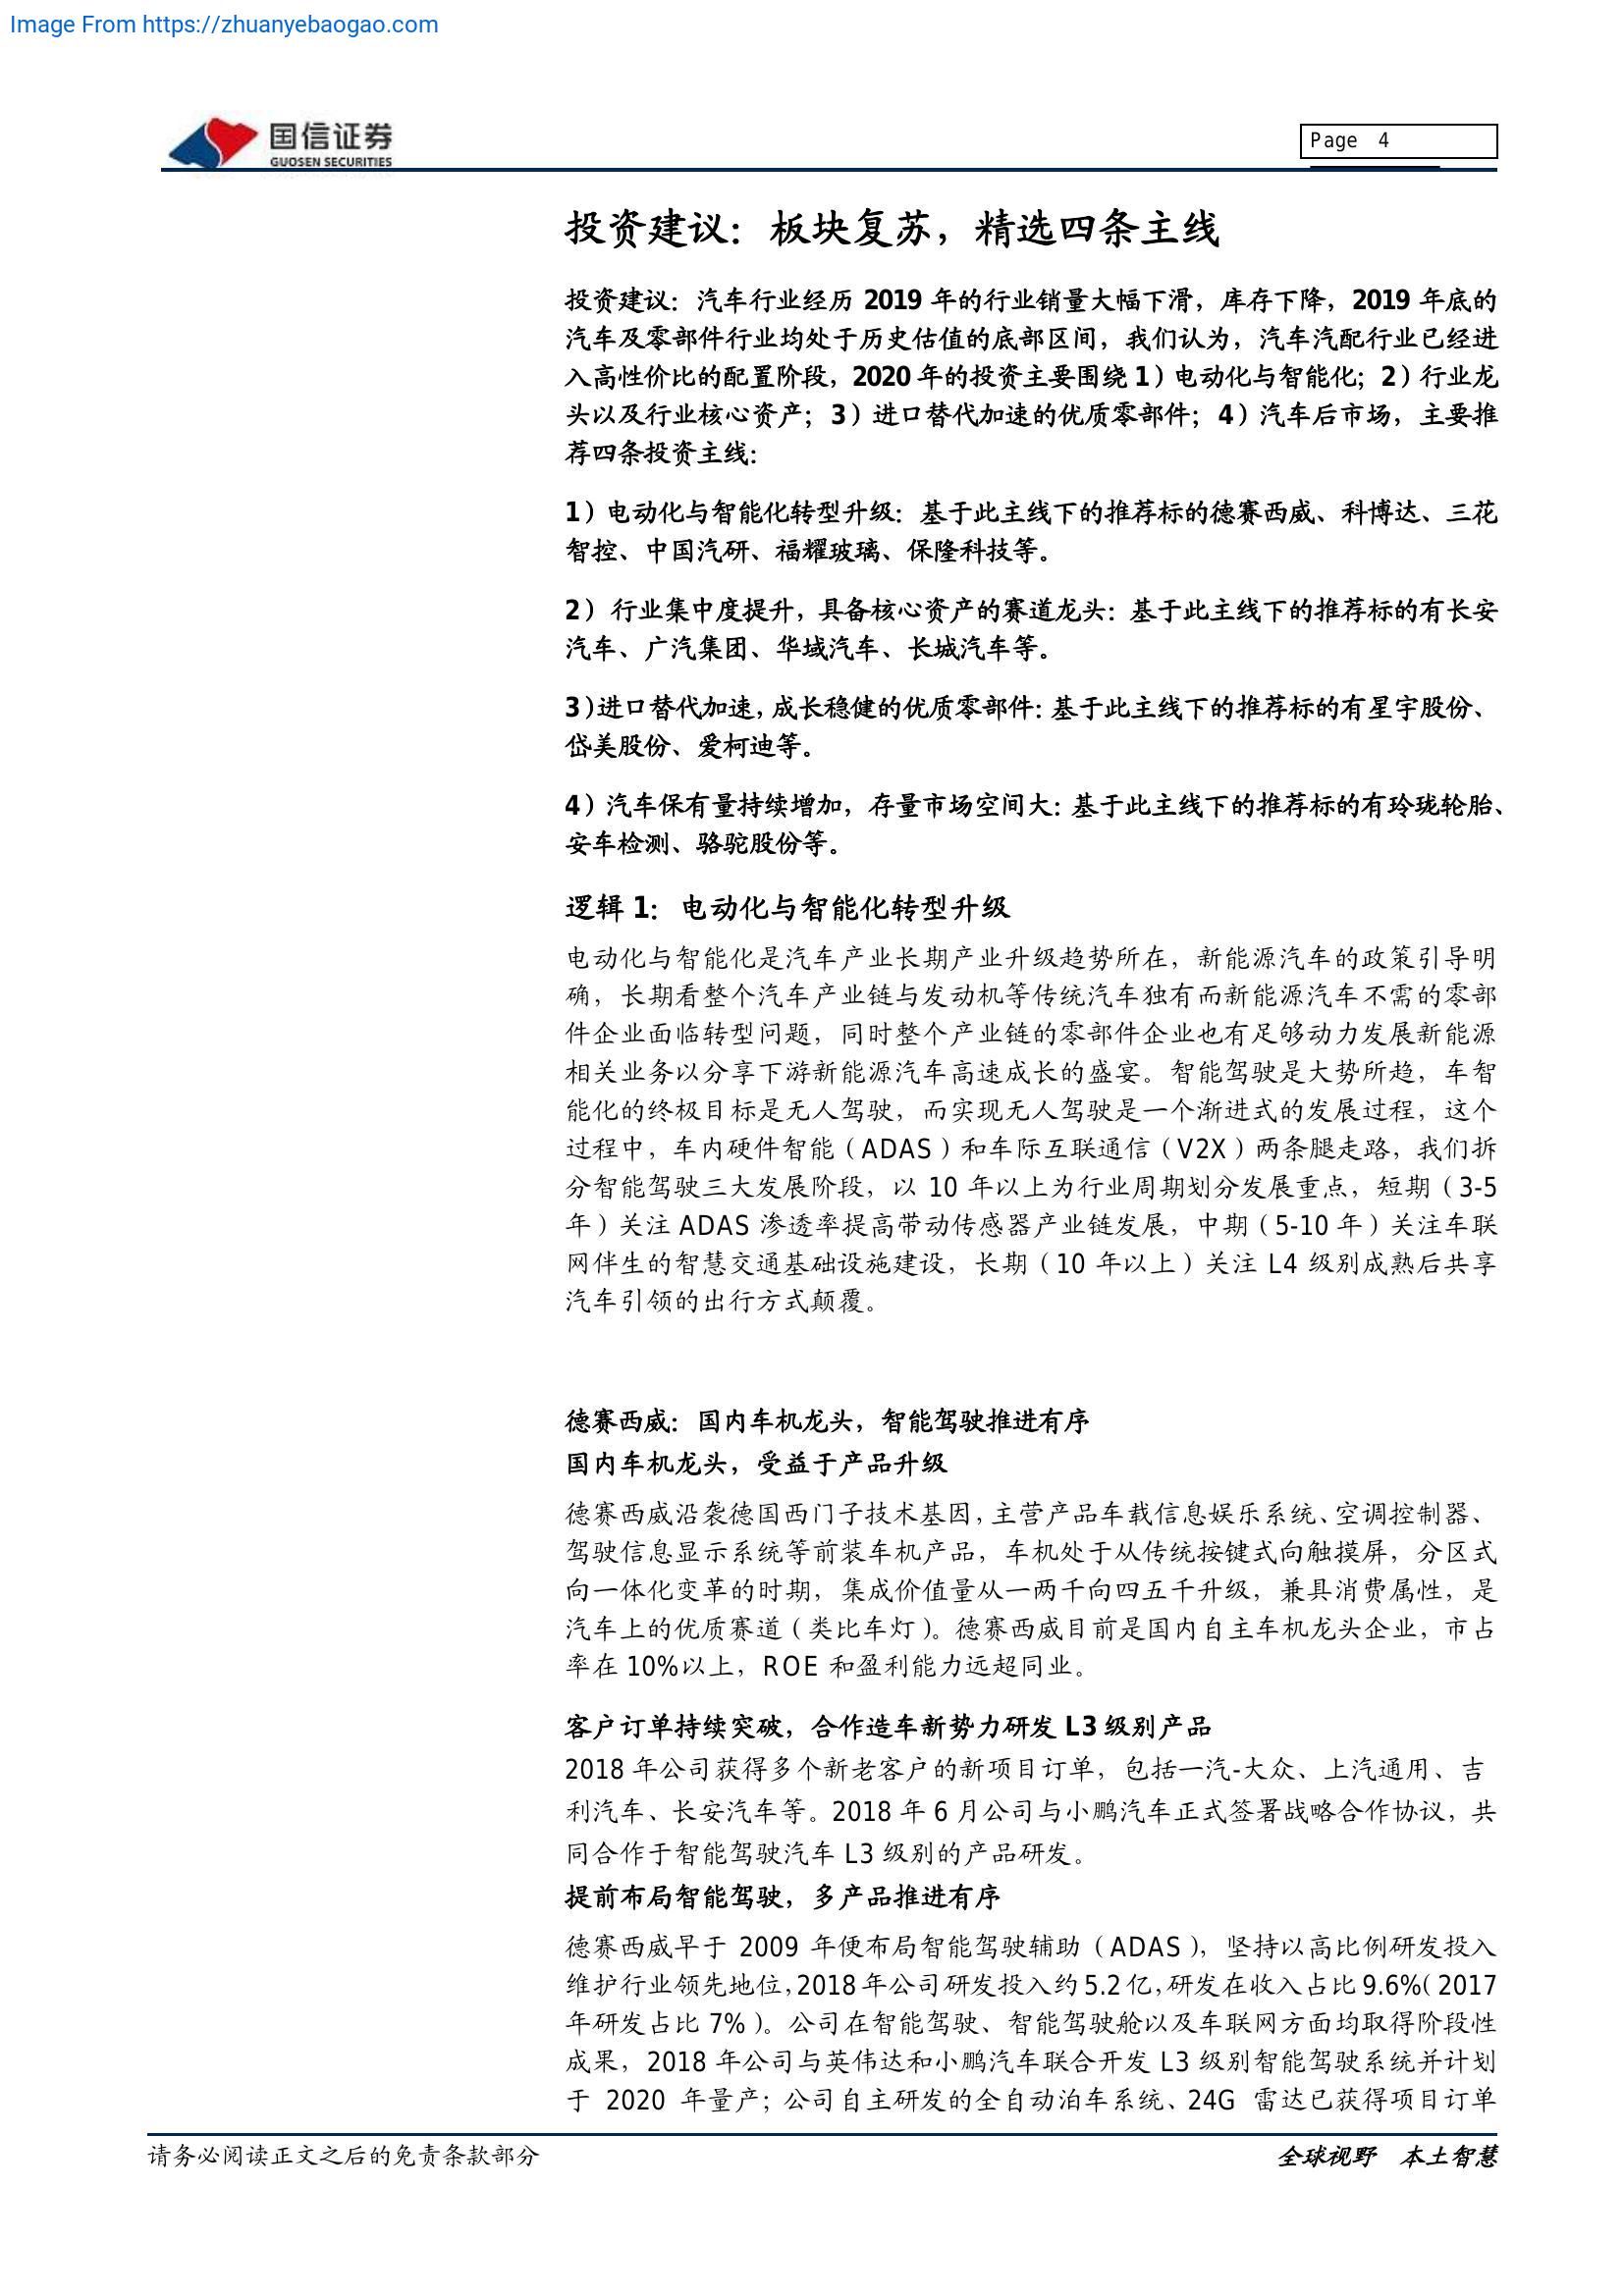 Image From https://zhuanyebaogao.com
国信证券
GUOSEN SECURITIES
Page 4
投资建议：板块复苏，精选四条主线
投资建议：汽车行业经历 2019 年的行业销量大幅下滑，库存下降，2019 年底的
汽车及零部件行业均处于历史估值的底部区间，我们认为，汽车汽配行业已经进
入高性价比的配置阶段，2020 年的投资主要围绕 1）电动化与智能化；2）行业龙
头以及行业核心资产；3）进口替代加速的优质零部件；4）汽车后市场，主要推
荐四条投资主线：
1）电动化与智能化转型升级：基于此主线下的推荐标的德赛西威、科博达、三花
智控、中国汽研、福耀玻璃、保隆科技等。
2） 行业集中度提升，具备核心资产的赛道龙头：基于此主线下的推荐标的有长安
汽车、广汽集团、华域汽车、长城汽车等。
3)进口替代加速，成长稳健的优质零部件：基于此主线下的推荐标的有星宇股份、
岱美股份、爱柯迪等。
4）汽车保有量持续增加，存量市场空间大：基于此主线下的推荐标的有玲珑轮胎、
安车检测、骆驼股份等。
逻辑 1：电动化与智能化转型升级
电动化与智能化是汽车产业长期产业升级趋势所在，新能源汽车的政策引导明
确，长期看整个汽车产业链与发动机等传统汽车独有而新能源汽车不需的零部
件企业面临转型问题，同时整个产业链的零部件企业也有足够动力发展新能源
相关业务以分享下游新能源汽车高速成长的盛宴。智能驾驶是大势所趋，车智
能化的终极目标是无人驾驶，而实现无人驾驶是一个渐进式的发展过程，这个
过程中，车内硬件智能（ADAS）和车际互联通信（V2X）两条腿走路，我们拆
分智能驾驶三大发展阶段，以 10 年以上为行业周期划分发展重点，短期（3-5
年）关注 ADAS 渗透率提高带动传感器产业链发展，中期（5-10 年）关注车联
网伴生的智慧交通基础设施建设，长期（10 年以上）关注 L4 级别成熟后共享
汽车引领的出行方式颠覆。
德赛西威：国内车机龙头，智能驾驶推进有序
国内车机龙头，受益于产品升级
德赛西威沿袭德国西门子技术基因，主营产品车载信息娱乐系统、空调控制器、
驾驶信息显示系统等前装车机产品，车机处于从传统按键式向触摸屏，分区式
向一体化变革的时期，集成价值量从一两千向四五千升级，兼具消费属性，是
汽车上的优质赛道（类比车灯）。德赛西威目前是国内自主车机龙头企业，市占
率在 10%以上，ROE 和盈利能力远超同业。
客户订单持续突破，合作造车新势力研发 L3 级别产品
2018 年公司获得多个新老客户的新项目订单，包括一汽-大众、上汽通用、吉
利汽车、长安汽车等。2018 年 6 月公司与小鹏汽车正式签署战略合作协议，共
同合作于智能驾驶汽车 L3 级别的产品研发。
提前布局智能驾驶，多产品推进有序
德赛西威早于 2009 年便布局智能驾驶辅助（ADAS），坚持以高比例研发投入
维护行业领先地位，2018 年公司研发投入约 5.2 亿，研发在收入占比 9.6%（2017
年研发占比 7%）。公司在智能驾驶、智能驾驶舱以及车联网方面均取得阶段性
成果，2018 年公司与英伟达和小鹏汽车联合开发 L3 级别智能驾驶系统并计划
于 2020 年量产；公司自主研发的全自动泊车系统、24G 雷达已获得项目订单
请务必阅读正文之后的免责条款部分
全球视野 本土智慧